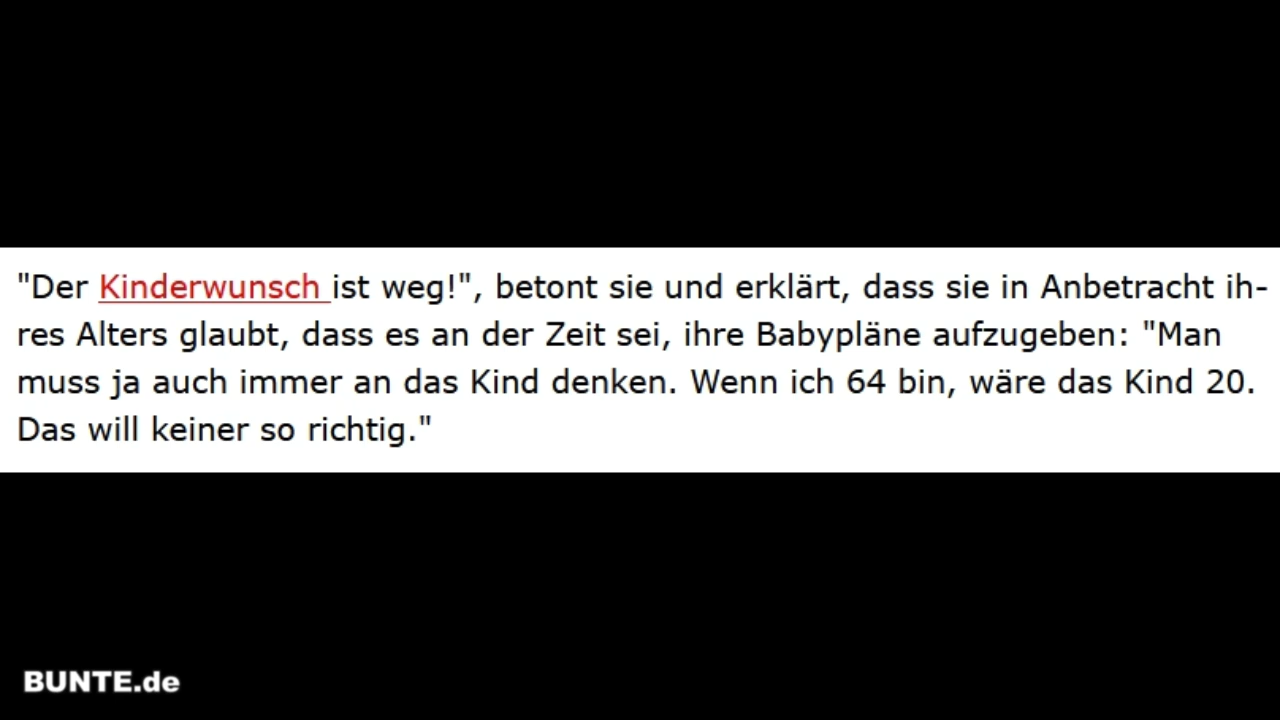 "Der Kinderwunsch ist weg!", betont sie und erklärt, dass sie in Anbetracht ih-
res Alters glaubt, dass es an der Zeit sei, ihre Babypläne aufzugeben: "Man
muss ja auch immer an das Kind denken. Wenn ich 64 bin, wäre das Kind 20.
Das will keiner so richtig."
BUNTE.de